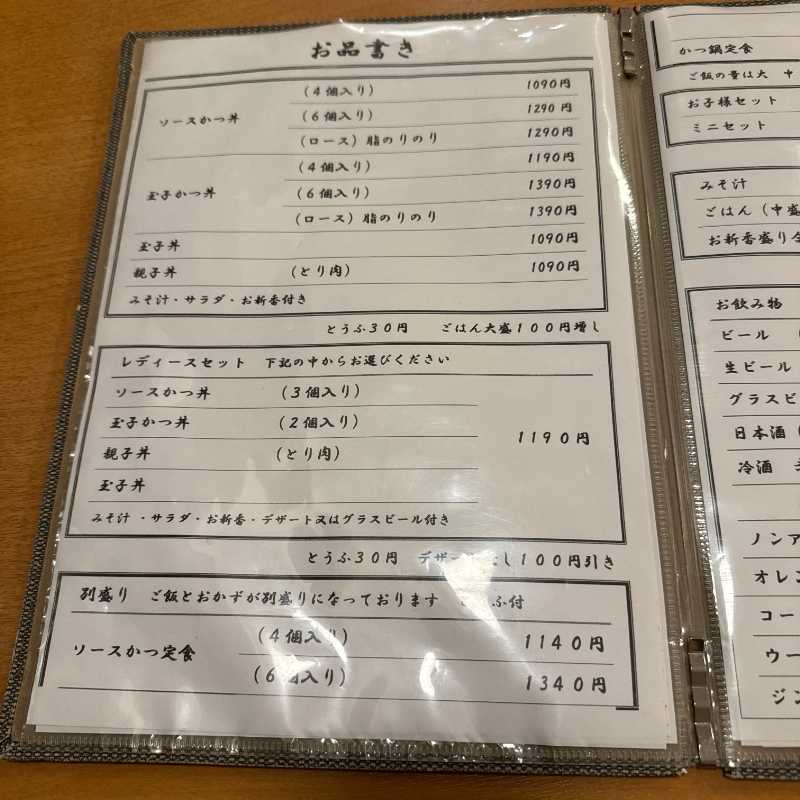 お品書き
ソースかつ丼 （4個入り） 1090円
（6個入り） 1290円
（ロース）脂のりのり 1290円
玉子かつ丼 （4個入り） 1190円
（6個入り） 1390円
（ロース）脂のりのり 1390円
玉子丼 1090円
親子丼 （とり肉） 1090円
みそ汁・サラダ・お新香付き
とうふ30円 ごはん大盛100円増し
レディースセット 下記の中からお選びください
ソースかつ丼 （3個入り）
玉子かつ丼 （2個入り）
1190円
親子丼 （とり肉）
玉子丼
みそ汁・サラダ・お新香・デザート又はグラスビール付き
とうふ30円 デザートなし100円引き
別盛り ご飯とおかずが別盛りになっております とうふ付
ソースかつ定食 （4個入り） 1140円
（6個入り） 1340円
かつ鍋定食
ご飯の量は大 中
お子様セット
ミニセット
みそ汁
ごはん（中盛
お新香盛り
お飲み物
ビール
生ビール
グラスビ
日本酒
冷酒
ノンア
オレン
コー
ウー
ジン